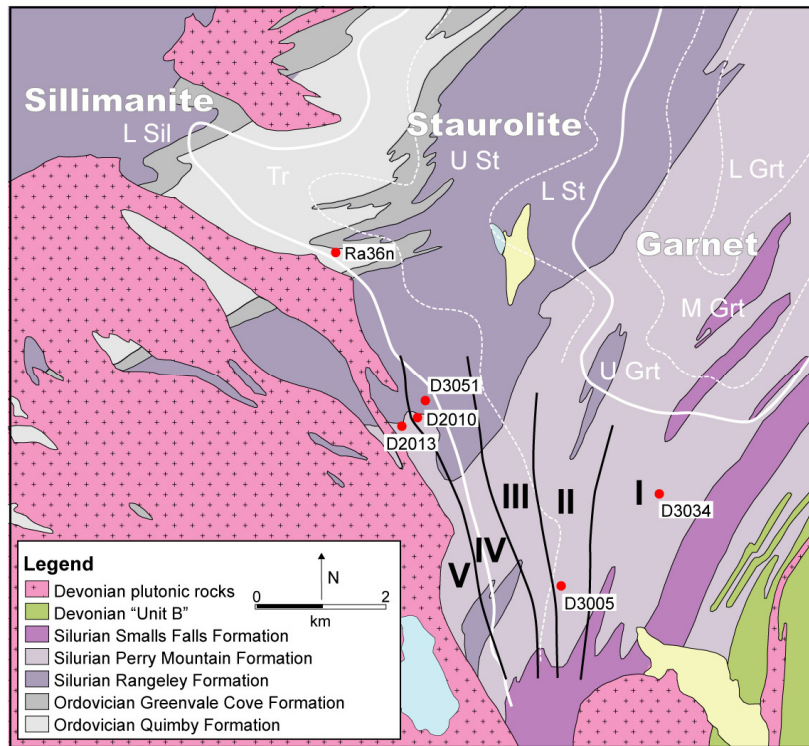 Sillimanite
L Sil
Staurolite
U St
Tr
L St
L Grt
Garnet
M Grt
Ra36n
U Grt
D3051
D2010
D2013
III
II
I
D3034
IV
V
D3005
Legend
N
0 2
km
Devonian plutonic rocks
Devonian “Unit B”
Silurian Smalls Falls Formation
Silurian Perry Mountain Formation
Silurian Rangeley Formation
Ordovician Greenvale Cove Formation
Ordovician Quimby Formation